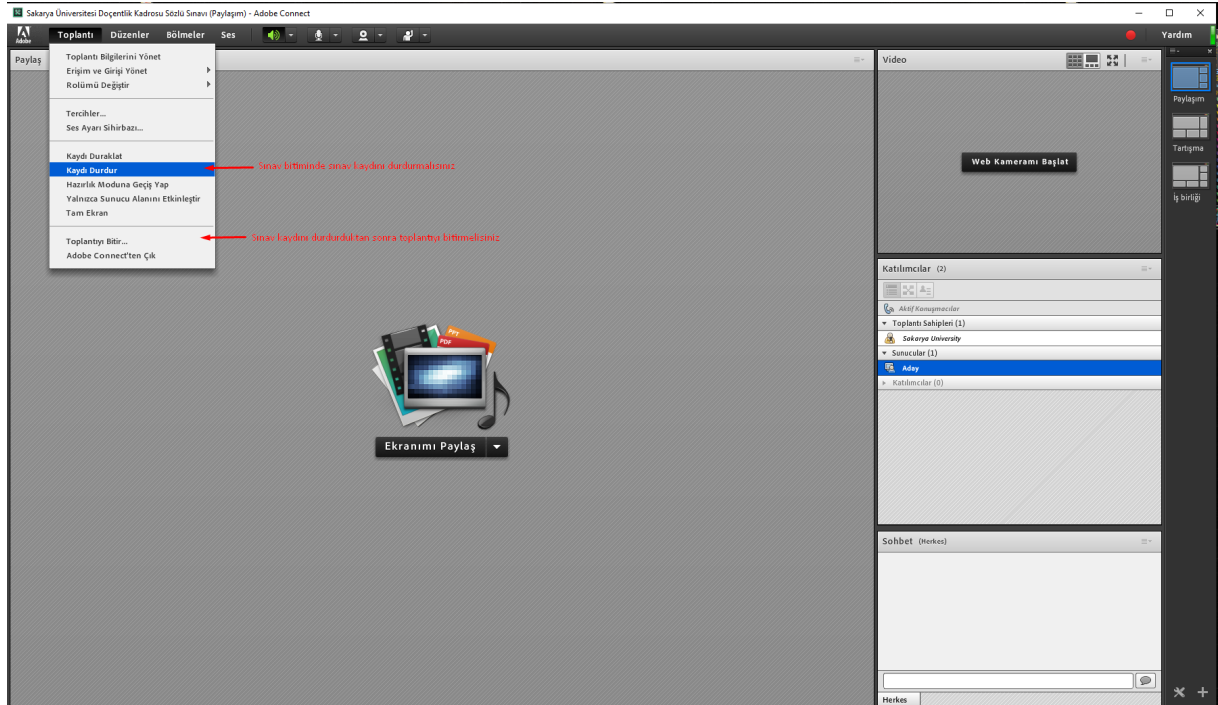 Sakarya Üniversitesi Doçentlik Kadrosu Sözlü Sınavı (Paylaşım) - Adobe Connect
Adobe
Toplantı Düzenler Bölmeler Ses
Yardım
Paylaş
Toplantı Bilgilerini Yönet
Erişim ve Girişi Yönet
Rolümü Değiştir
Tercihler...
Ses Ayarı Sihirbazı...
Kaydı Duraklat
Kaydı Durdur
Sınav bitiminde sınav kaydını durdurmalısınız
Hazırlık Moduna Geçiş Yap
Yalnızca Sunucu Alanını Etkinleştir
Tam Ekran
Toplantıyı Bitir...
Sınav kaydını durdurduktan sonra toplantıyı bitirmelisiniz
Adobe Connect'ten Çık
PPT
PDF
Ekranımı Paylaş
Video
Web Kameramı Başlat
Katılımcılar (2)
Aktif Konuşmacılar
Toplantı Sahipleri (1)
Sakarya University
Sunucular (1)
Aday
Katılımcılar (0)
Sohbet (Herkes)
Herkes
Paylaşım
Tartışma
İş birliği